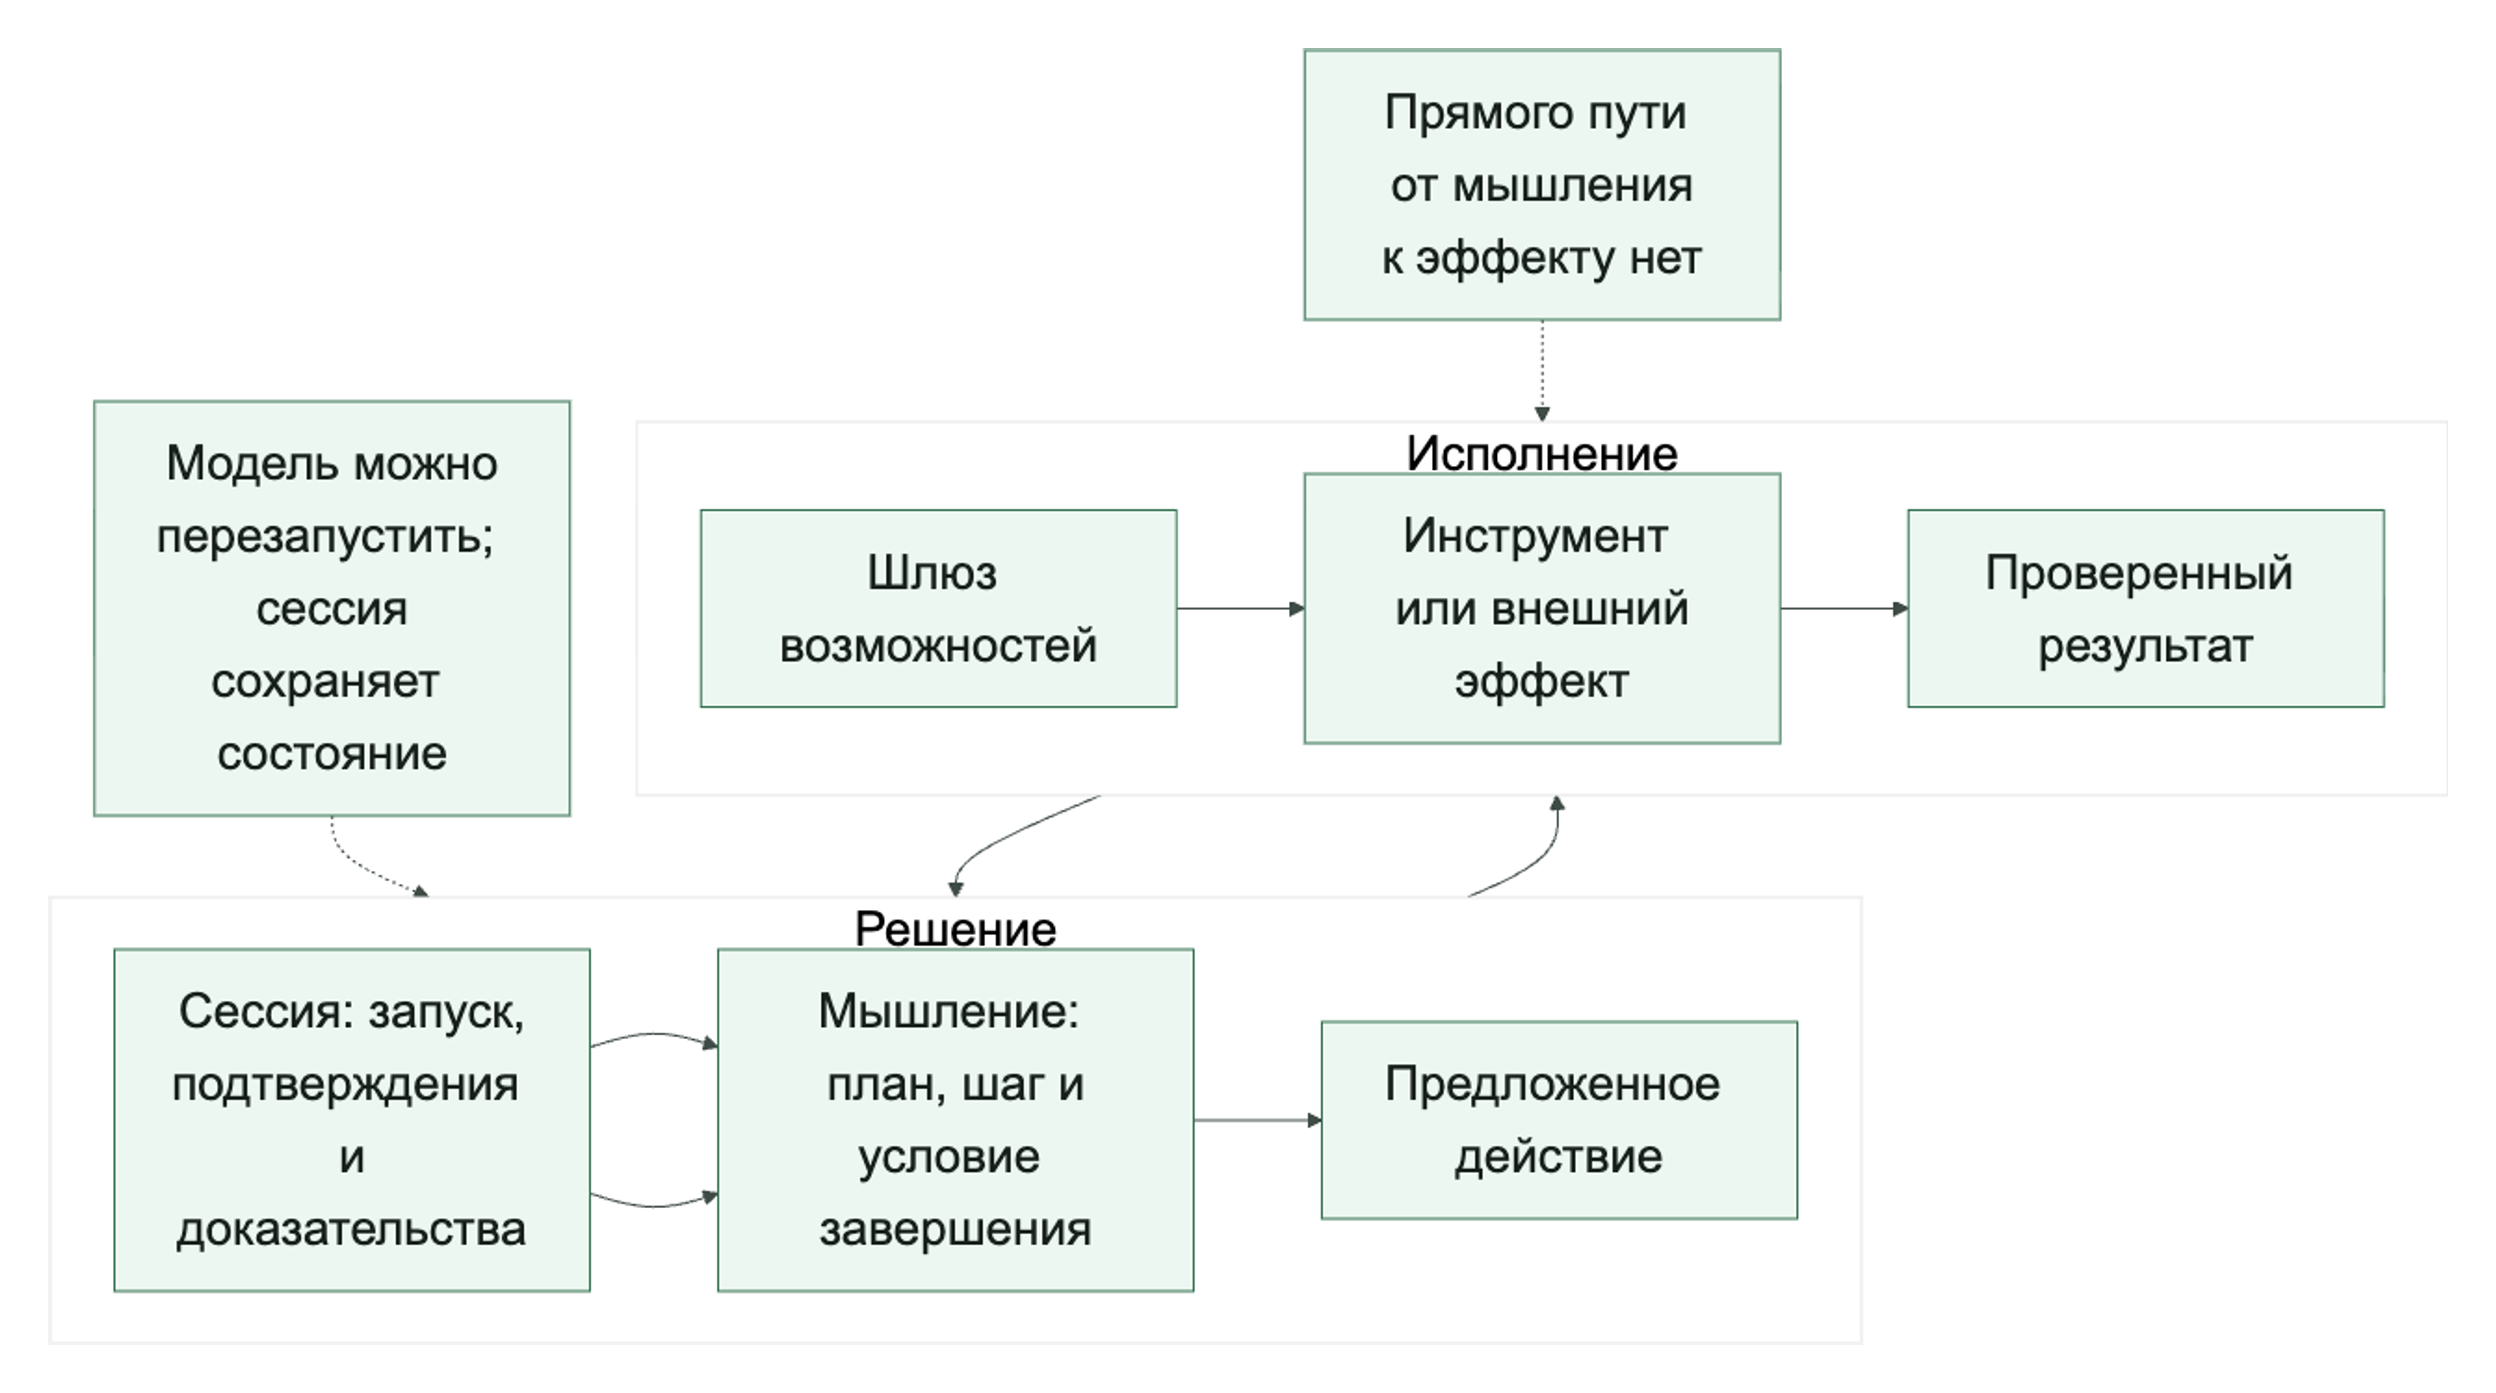 Прямого пути
от мышления
к эффекту нет
Модель можно
перезапустить;
сессия
сохраняет
состояние
Исполнение
Шлюз
возможностей
Инструмент
или внешний
эффект
Проверенный
результат
Решение
Сессия: запуск,
подтверждения
и
доказательства
Мышление:
план, шаг и
условие
завершения
Предложенное
действие